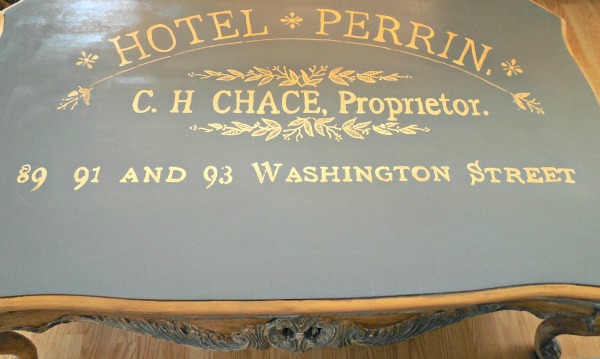 HOTEL PERRIN.
C. H CHACE, Proprietor.
89 91 AND 93 WASHINGTON STREET